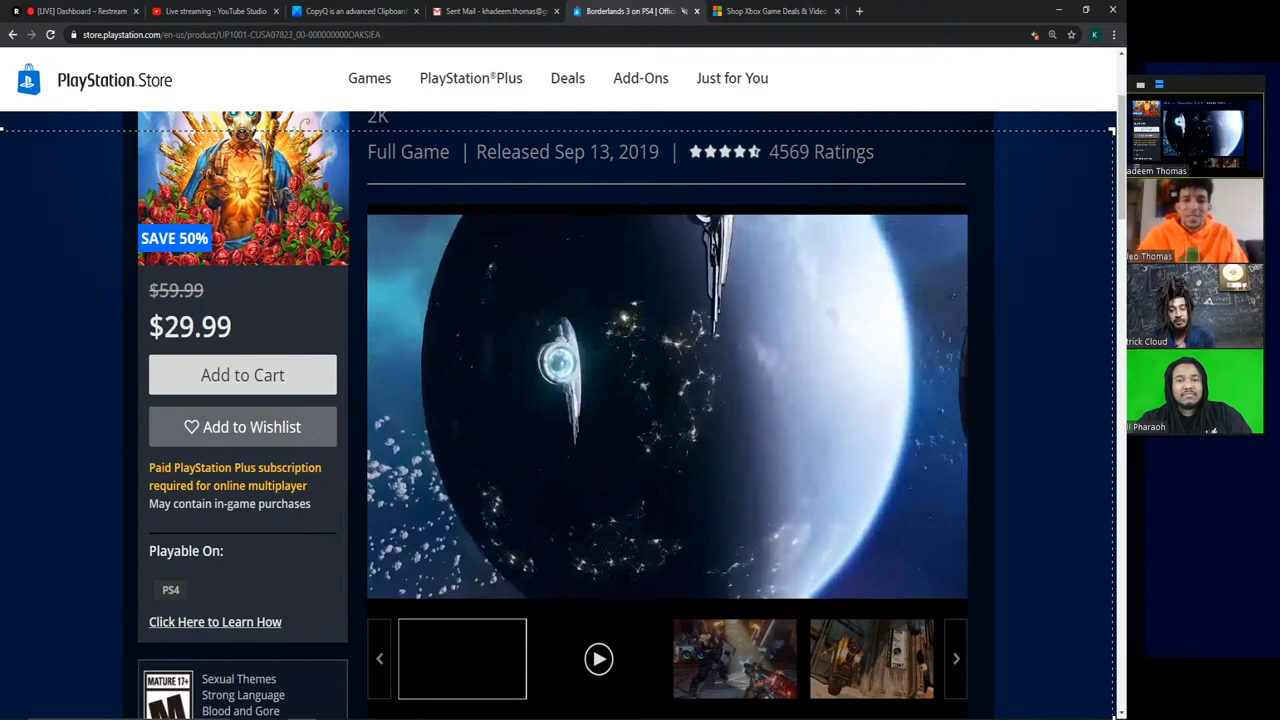 [LIVE] Dashboard – Restream
Live streaming - YouTube Studio
CopyQ is an advanced Clipboard
Sent Mail - khadeem.thomas@g
Borderlands 3 on PS4 | Offici
Shop Xbox Game Deals & Video
store.playstation.com/en-us/product/UP1001-CUSA07823_00-000000000OAKSIEA
K
PlayStation.Store
Games
PlayStation®Plus
Deals
Add-Ons
Just for You
2K
Full Game | Released Sep 13, 2019 | 4569 Ratings
SAVE 50%
$59.99
$29.99
Add to Cart
Add to Wishlist
Paid PlayStation Plus subscription
required for online multiplayer
May contain in-game purchases
Playable On:
PS4
Click Here to Learn How
MATURE 17+
M
Sexual Themes
Strong Language
Blood and Gore
adeem Thomas
leo Thomas
trick Cloud
ll Pharaoh